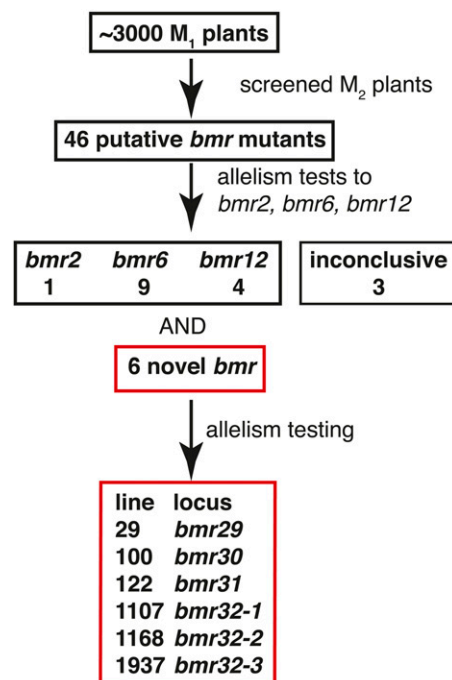 ~3000 M₁ plants
screened M₂ plants
46 putative bmr mutants
allelism tests to
bmr2, bmr6, bmr12
bmr2 bmr6 bmr12
1 9 4
inconclusive
3
AND
6 novel bmr
allelism testing
line locus
29 bmr29
100 bmr30
122 bmr31
1107 bmr32-1
1168 bmr32-2
1937 bmr32-3